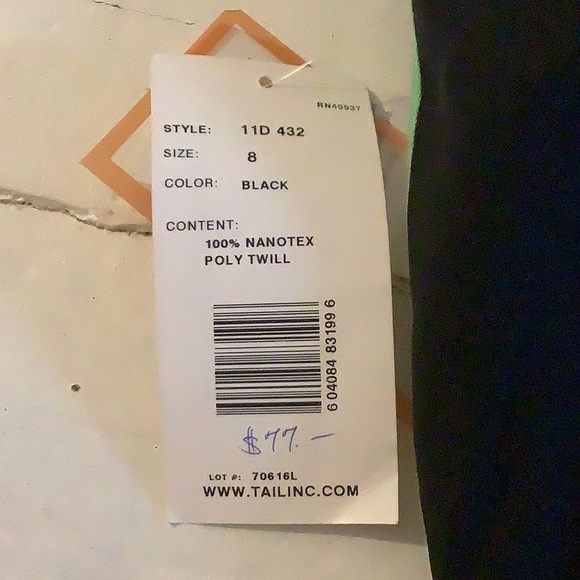 RN49937
STYLE: 11D 432
SIZE: 8
COLOR: BLACK
CONTENT:
100% NANOTEX
POLY TWILL
6 04084 83199 6
$77.—
LOT #: 70616L
WWW.TAILINC.COM